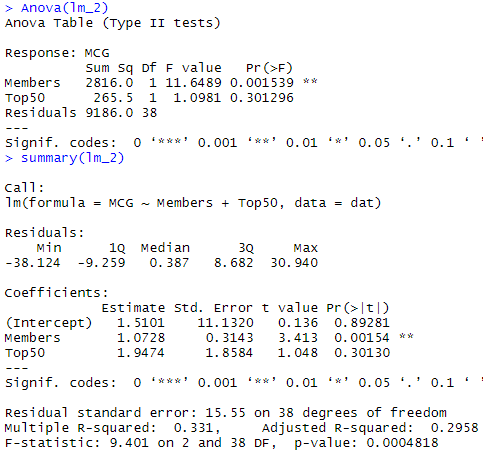 > Anova(lm_2)
Anova Table (Type II tests)
Response: MCG
Sum Sq Df F value Pr(>F)
Members 2816.0 1 11.6489 0.001539 **
Top50 265.5 1 1.0981 0.301296
Residuals 9186.0 38
---
Signif. codes: 0 ‘***’ 0.001 ‘**’ 0.01 ‘*’ 0.05 ‘.’ 0.1 ‘ ’
> summary(lm_2)
Call:
lm(formula = MCG ~ Members + Top50, data = dat)
Residuals:
Min 1Q Median 3Q Max
-38.124 -9.259 0.387 8.682 30.940
Coefficients:
Estimate Std. Error t value Pr(>|t|)
(Intercept) 1.5101 11.1320 0.136 0.89281
Members 1.0728 0.3143 3.413 0.00154 **
Top50 1.9474 1.8584 1.048 0.30130
---
Signif. codes: 0 ‘***’ 0.001 ‘**’ 0.01 ‘*’ 0.05 ‘.’ 0.1 ‘ ’
Residual standard error: 15.55 on 38 degrees of freedom
Multiple R-squared: 0.331, Adjusted R-squared: 0.2958
F-statistic: 9.401 on 2 and 38 DF, p-value: 0.0004818